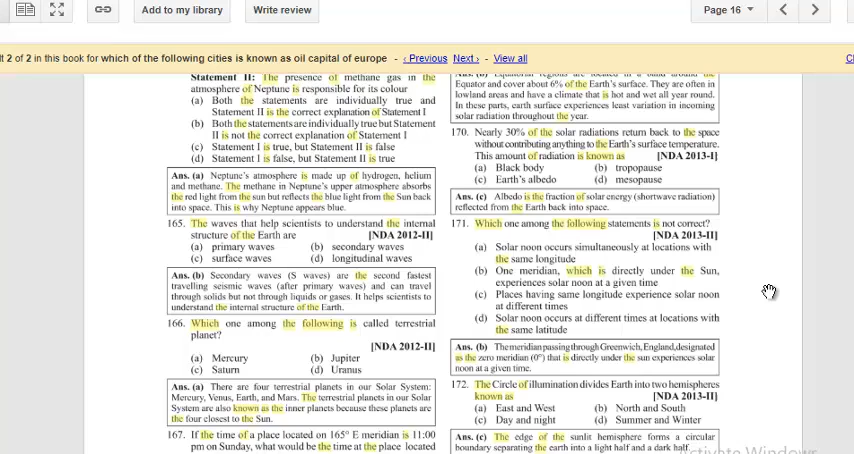 Add to my library
Write review
Page 16
lt 2 of 2 in this book for which of the following cities is known as oil capital of europe - ‹ Previous Next › - View all
Statement II: The presence of methane gas in the
atmosphere of Neptune is responsible for its colour
(a) Both the statements are individually true and
Statement II is the correct explanation of Statement I
(b) Both the statements are individually true but Statement
II is not the correct explanation of Statement I
(c) Statement I is true, but Statement II is false
(d) Statement I is false, but Statement II is true
Ans. (a) Neptune's atmosphere is made up of hydrogen, helium
and methane. The methane in Neptune's upper atmosphere absorbs
the red light from the sun but reflects the blue light from the Sun back
into space. This is why Neptune appears blue.
165. The waves that help scientists to understand the internal
structure of the Earth are [NDA 2012-II]
(a) primary waves (b) secondary waves
(c) surface waves (d) longitudinal waves
Ans. (b) Secondary waves (S waves) are the second fastest
travelling seismic waves (after primary waves) and can travel
through solids but not through liquids or gases. It helps scientists to
understand the internal structure of the Earth.
166. Which one among the following is called terrestrial
planet?
[NDA 2012-II]
(a) Mercury (b) Jupiter
(c) Saturn (d) Uranus
Ans. (a) There are four terrestrial planets in our Solar System:
Mercury, Venus, Earth, and Mars. The terrestrial planets in our Solar
System are also known as the inner planets because these planets are
the four closest to the Sun.
167. If the time of a place located on 165° E meridian is 11:00
pm on Sunday, what would be the time at the place located
Ans. (b) Equatorial regions are located in a band around the
Equator and cover about 6% of the Earth's surface. They are often in
lowland areas and have a climate that is hot and wet all year round.
In these parts, earth surface experiences least variation in incoming
solar radiation throughout the year.
170. Nearly 30% of the solar radiations return back to the space
without contributing anything to the Earth's surface temperature.
This amount of radiation is known as [NDA 2013-I]
(a) Black body (b) tropopause
(c) Earth's albedo (d) mesopause
Ans. (c) Albedo is the fraction of solar energy (shortwave radiation)
reflected from the Earth back into space.
171. Which one among the following statements is not correct?
[NDA 2013-II]
(a) Solar noon occurs simultaneously at locations with
the same longitude
(b) One meridian, which is directly under the Sun,
experiences solar noon at a given time
(c) Places having same longitude experience solar noon
at different times
(d) Solar noon occurs at different times at locations with
the same latitude
Ans. (b) The meridian passing through Greenwich, England, designated
as the zero meridian (0°) that is directly under the sun experiences solar
noon at a given time.
172. The Circle of illumination divides Earth into two hemispheres
known as [NDA 2013-II]
(a) East and West (b) North and South
(c) Day and night (d) Summer and Winter
Ans. (c) The edge of the sunlit hemisphere forms a circular
boundary separating the earth into a light half and a dark half.